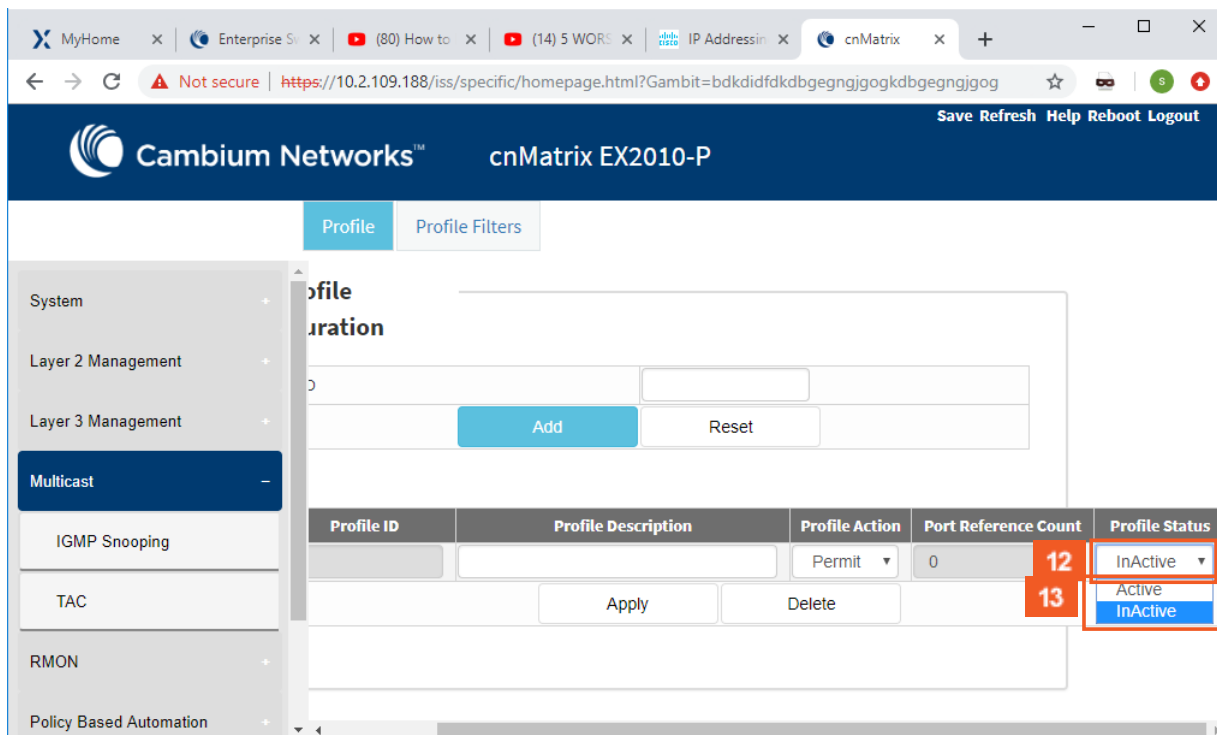 MyHome
Enterprise Sw
(80) How to
(14) 5 WORS
IP Addressin
cnMatrix
Not secure | https://10.2.109.188/iss/specific/homepage.html?Gambit=bdkdidfdkdbgegngjgogkdbgegngjgog
Save Refresh Help Reboot Logout
Cambium Networks™
cnMatrix EX2010-P
Profile
Profile Filters
System
Layer 2 Management
Layer 3 Management
Multicast
IGMP Snooping
TAC
RMON
Policy Based Automation
ofile
uration
D
Add
Reset
Profile ID
Profile Description
Profile Action
Port Reference Count
Profile Status
Permit
0
12
InActive
Apply
Delete
13
Active
InActive